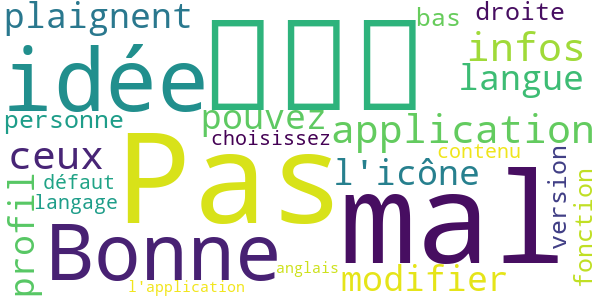 plaignent
bas
droite
idée
infos
langue
personne
pouvez
application
choisissez
ceux
Pas
l'icône
contenu
mal
version
profil
défaut
langage
Bonne
fonction
anglais
modifier
l'application